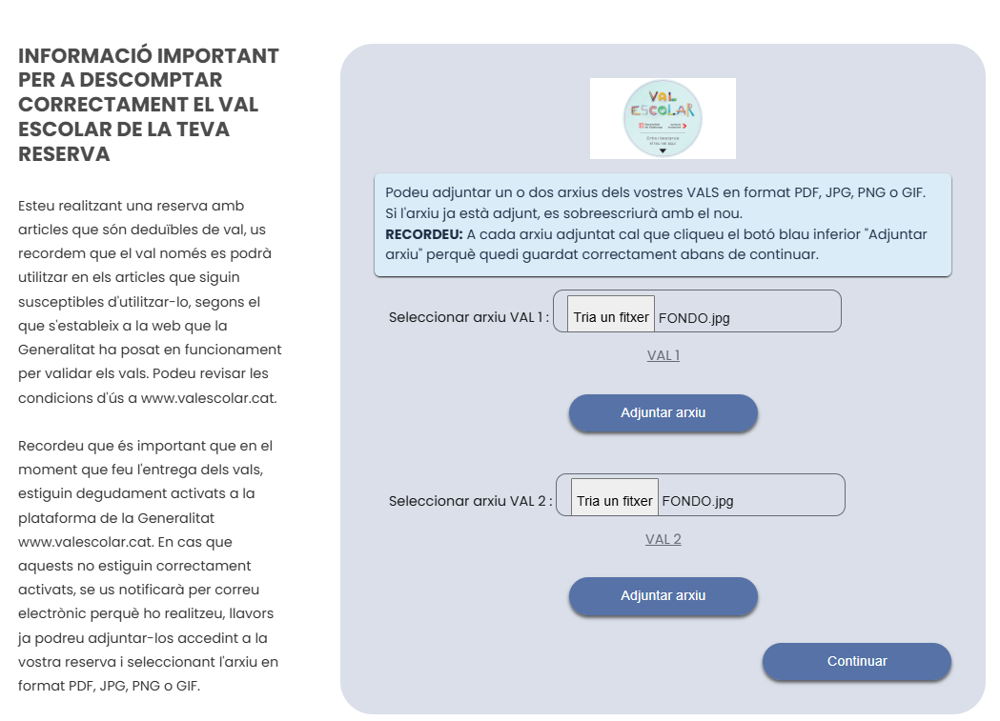 INFORMACIÓ IMPORTANT
PER A DESCOMPTAR
CORRECTAMENT EL VAL
ESCOLAR DE LA TEVA
RESERVA
Esteu realitzant una reserva amb
articles que són deduïbles de val, us
recordem que el val només es podrà
utilitzar en els articles que siguin
susceptibles d'utilitzar-lo, segons el
que s'estableix a la web que la
Generalitat ha posat en funcionament
per validar els vals. Podeu revisar les
condicions d'ús a www.valescolar.cat.
Recordeu que és important que en el
moment que feu l'entrega dels vals,
estiguin degudament activats a la
plataforma de la Generalitat
www.valescolar.cat. En cas que
aquests no estiguin correctament
activats, se us notificarà per correu
electrònic perquè ho realitzeu, llavors
ja podreu adjuntar-los accedint a la
vostra reserva i seleccionant l'arxiu en
format PDF, JPG, PNG o GIF.
VAL
ESCOLAR
Podeu adjuntar un o dos arxius dels vostres VALS en format PDF, JPG, PNG o GIF.
Si l'arxiu ja està adjunt, es sobreescriurà amb el nou.
RECORDEU: A cada arxiu adjuntat cal que cliqueu el botó blau inferior "Adjuntar
arxiu" perquè quedi guardat correctament abans de continuar.
Seleccionar arxiu VAL 1 : Tria un fitxer FONDO.jpg
VAL 1
Adjuntar arxiu
Seleccionar arxiu VAL 2 : Tria un fitxer FONDO.jpg
VAL 2
Adjuntar arxiu
Continuar